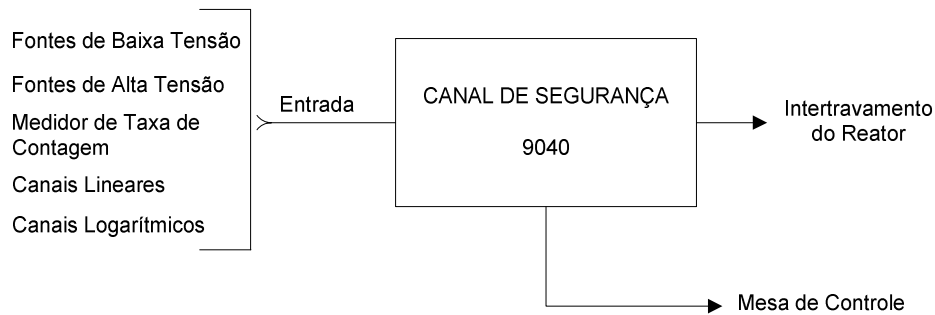 Fontes de Baixa Tensão
Fontes de Alta Tensão
Medidor de Taxa de
Contagem
Canais Lineares
Canais Logarítmicos
Entrada
CANAL DE SEGURANÇA
9040
Intertravamento
do Reator
Mesa de Controle